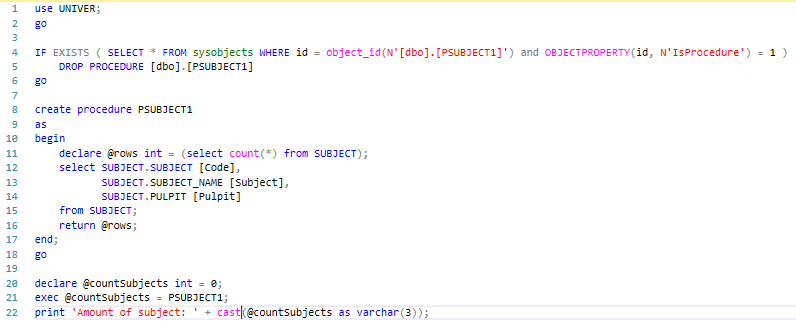 1 use UNIVER;
2 go
3
4 IF EXISTS ( SELECT * FROM sysobjects WHERE id = object_id(N'[dbo].[PSUBJECT1]') and OBJECTPROPERTY(id, N'IsProcedure') = 1 )
5     DROP PROCEDURE [dbo].[PSUBJECT1]
6 go
7
8 create procedure PSUBJECT1
9 as
10 begin
11     declare @rows int = (select count(*) from SUBJECT);
12     select SUBJECT.SUBJECT [Code],
13            SUBJECT.SUBJECT_NAME [Subject],
14            SUBJECT.PULPIT [Pulpit]
15     from SUBJECT;
16     return @rows;
17 end;
18 go
19
20 declare @countSubjects int = 0;
21 exec @countSubjects = PSUBJECT1;
22 print 'Amount of subject: ' + cast(@countSubjects as varchar(3));